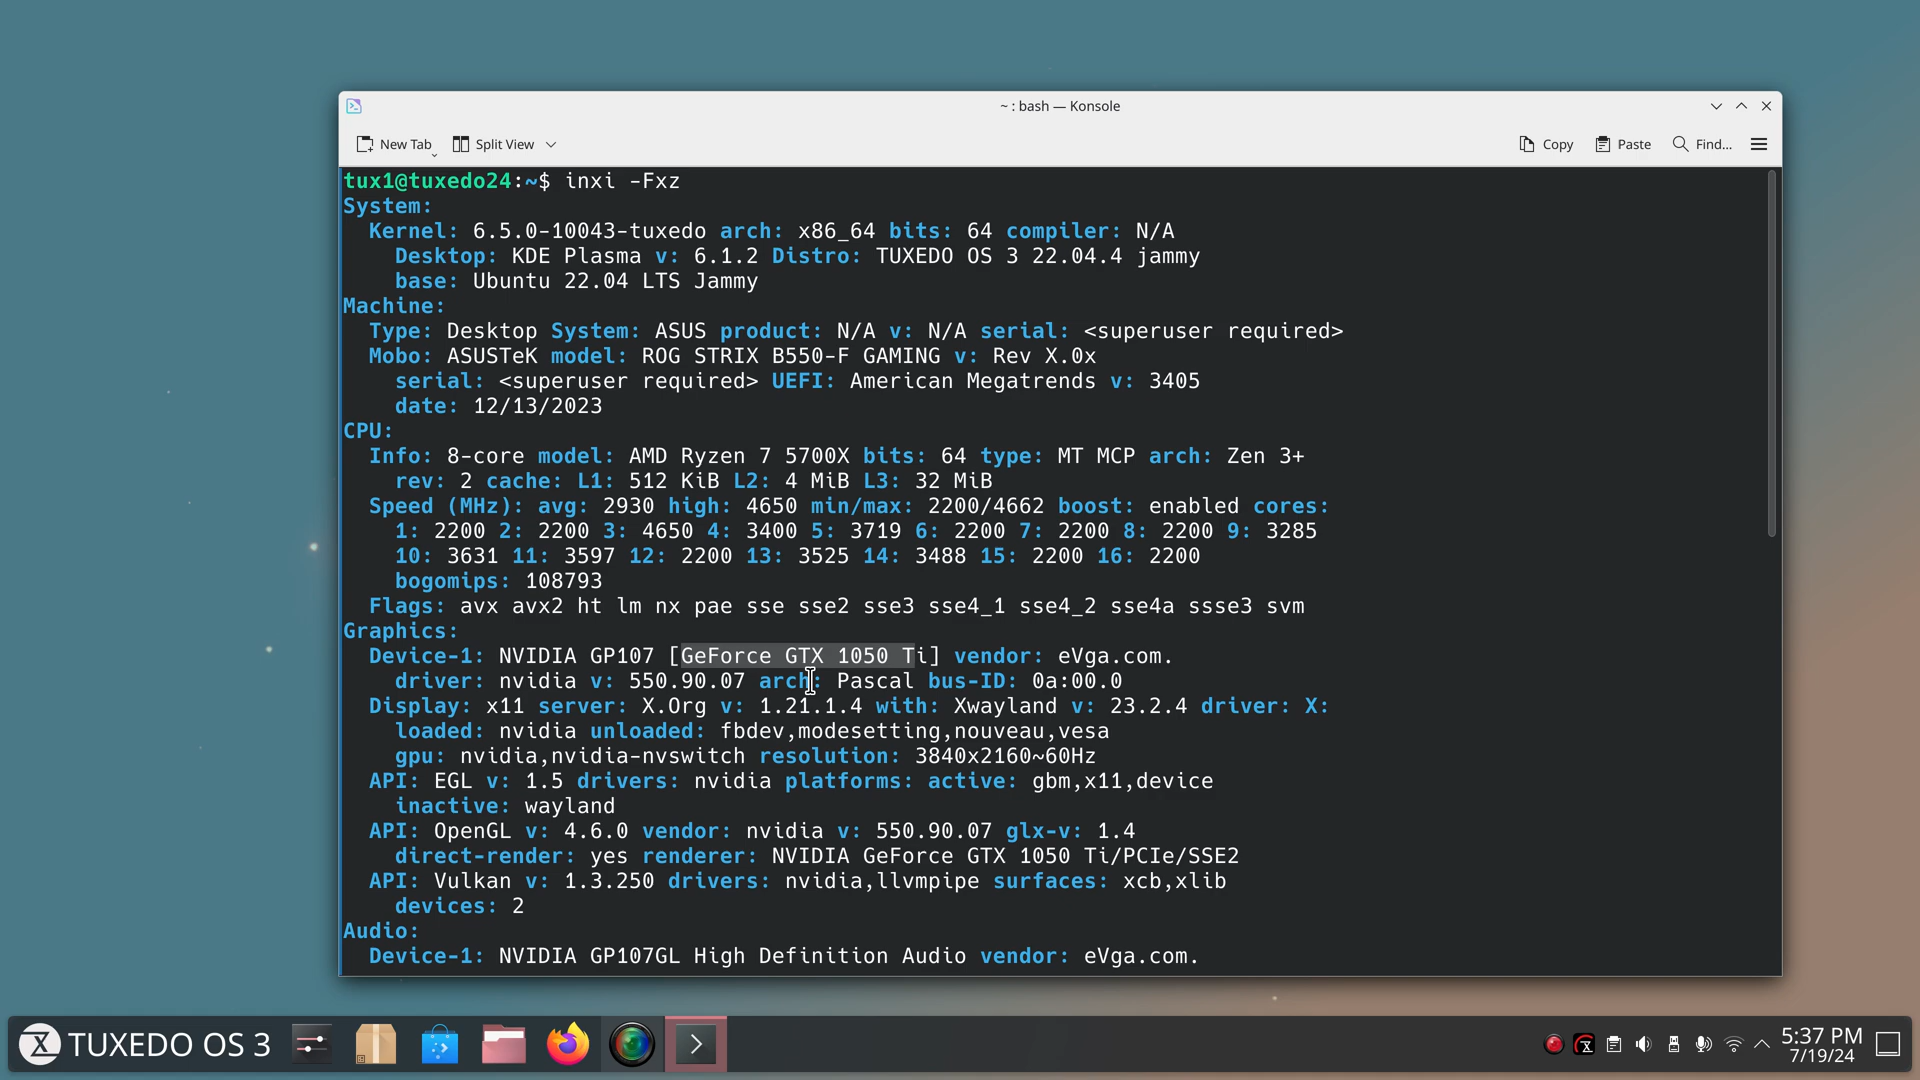 ~ : bash — Konsole
New Tab Split View Copy Paste Find...
tux1@tuxedo24:~$ inxi -Fxz
System:
Kernel: 6.5.0-10043-tuxedo arch: x86_64 bits: 64 compiler: N/A
Desktop: KDE Plasma v: 6.1.2 Distro: TUXEDO OS 3 22.04.4 jammy
base: Ubuntu 22.04 LTS Jammy
Machine:
Type: Desktop System: ASUS product: N/A v: N/A serial: <superuser required>
Mobo: ASUSTeK model: ROG STRIX B550-F GAMING v: Rev X.0x
serial: <superuser required> UEFI: American Megatrends v: 3405
date: 12/13/2023
CPU:
Info: 8-core model: AMD Ryzen 7 5700X bits: 64 type: MT MCP arch: Zen 3+
rev: 2 cache: L1: 512 KiB L2: 4 MiB L3: 32 MiB
Speed (MHz): avg: 2930 high: 4650 min/max: 2200/4662 boost: enabled cores:
1: 2200 2: 2200 3: 4650 4: 3400 5: 3719 6: 2200 7: 2200 8: 2200 9: 3285
10: 3631 11: 3597 12: 2200 13: 3525 14: 3488 15: 2200 16: 2200
bogomips: 108793
Flags: avx avx2 ht lm nx pae sse sse2 sse3 sse4_1 sse4_2 sse4a ssse3 svm
Graphics:
Device-1: NVIDIA GP107 [GeForce GTX 1050 Ti] vendor: eVga.com.
driver: nvidia v: 550.90.07 arch: Pascal bus-ID: 0a:00.0
Display: x11 server: X.Org v: 1.21.1.4 with: Xwayland v: 23.2.4 driver: X:
loaded: nvidia unloaded: fbdev,modesetting,nouveau,vesa
gpu: nvidia,nvidia-nvswitch resolution: 3840x2160~60Hz
API: EGL v: 1.5 drivers: nvidia platforms: active: gbm,x11,device
inactive: wayland
API: OpenGL v: 4.6.0 vendor: nvidia v: 550.90.07 glx-v: 1.4
direct-render: yes renderer: NVIDIA GeForce GTX 1050 Ti/PCIe/SSE2
API: Vulkan v: 1.3.250 drivers: nvidia,llvmpipe surfaces: xcb,xlib
devices: 2
Audio:
Device-1: NVIDIA GP107GL High Definition Audio vendor: eVga.com.
TUXEDO OS 3 5:37 PM
7/19/24